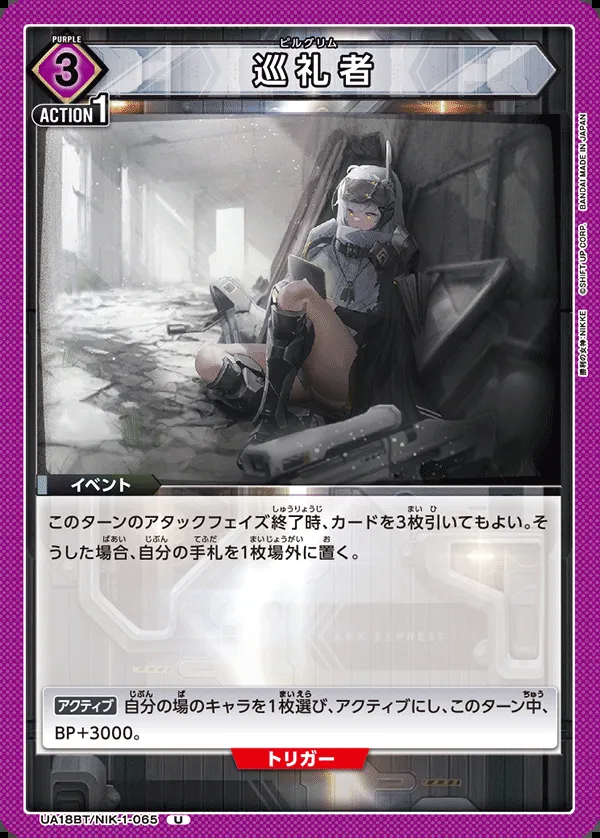 PURPLE
3
ピルグリム
巡礼者
ACTION 1
BANDAI MADE IN JAPAN
©SHIFT UP CORP.
勝利の女神:NIKKE
イベント
このターンのアタックフェイズ終了時、カードを3枚引いてもよい。そ
うした場合、自分の手札を1枚場外に置く。
APK EXPRESS
アクティブ 自分の場のキャラを1枚選び、アクティブにし、このターン中、
BP+3000。
トリガー
UA18BT/NIK-1-065 U